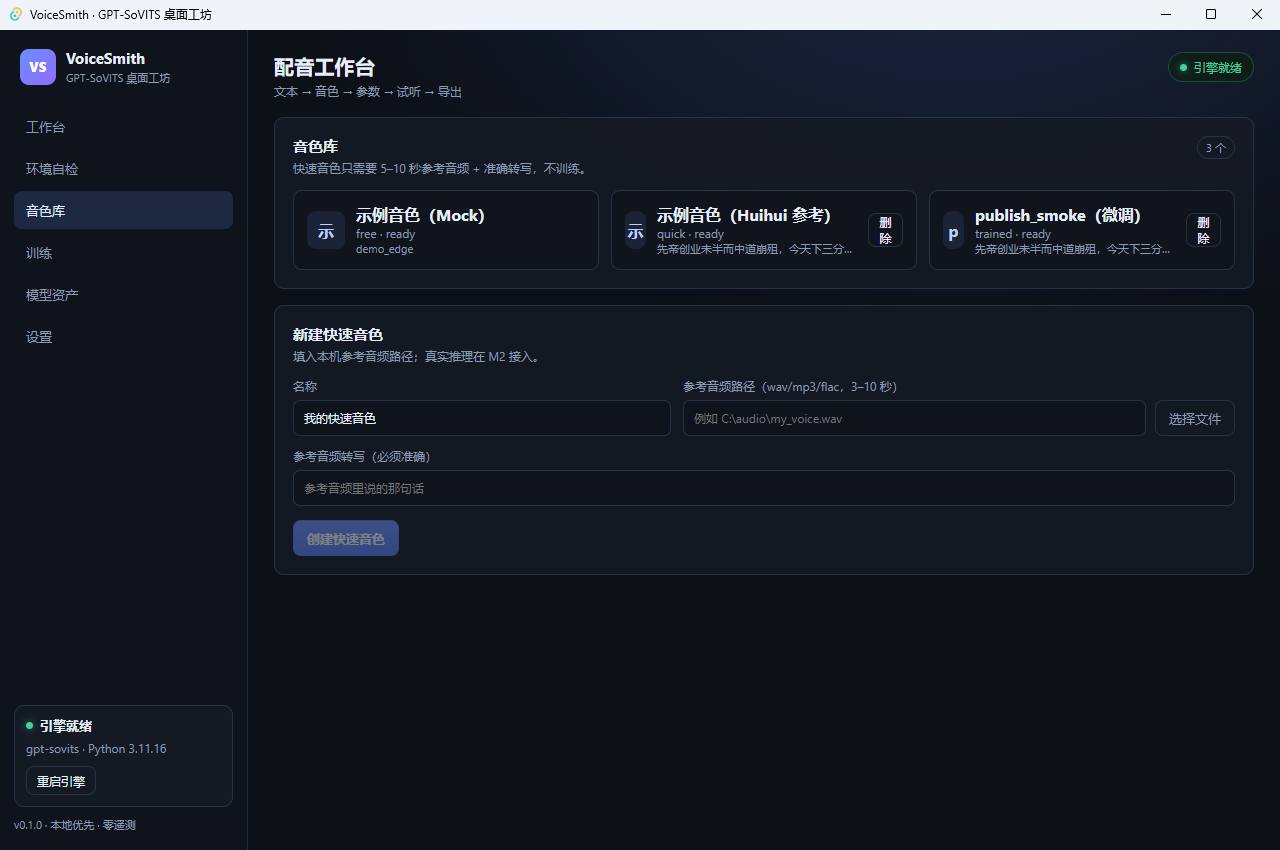 VoiceSmith · GPT-SoVITS 桌面工坊
VS
VoiceSmith
GPT-SoVITS 桌面工坊
工作台
环境自检
音色库
训练
模型资产
设置
引擎就绪
gpt-sovits · Python 3.11.16
重启引擎
v0.1.0 · 本地优先 · 零遥测
配音工作台
文本 → 音色 → 参数 → 试听 → 导出
引擎就绪
音色库
3 个
快速音色只需要 5–10 秒参考音频 + 准确转写，不训练。
示
示例音色（Mock）
free · ready
demo_edge
示
示例音色（Huihui 参考）
quick · ready
先帝创业未半而中道崩殂，今天下三分...
删
除
p
publish_smoke（微调）
trained · ready
先帝创业未半而中道崩殂，今天下三分...
删
除
新建快速音色
填入本机参考音频路径；真实推理在 M2 接入。
名称
我的快速音色
参考音频路径（wav/mp3/flac，3–10 秒）
例如 C:\audio\my_voice.wav
选择文件
参考音频转写（必须准确）
参考音频里说的那句话
创建快速音色